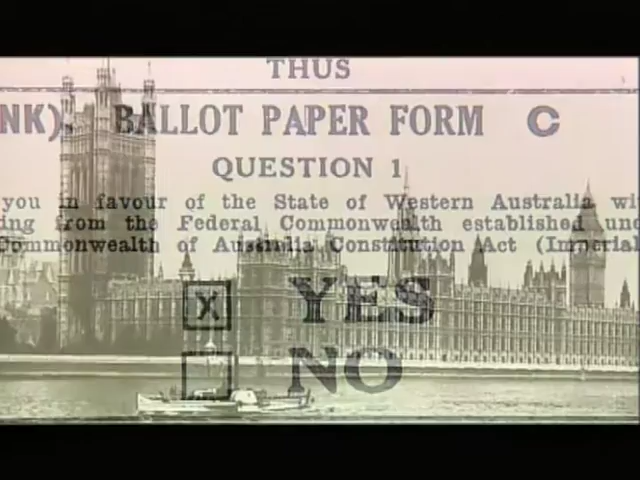 THUS
NK). BALLOT PAPER FORM C
QUESTION 1
you in favour of the State of Western Australia wi
ing from the Federal Commonwealth established und
Commonwealth of Australia Constitution Act (Imperial
X YES
NO